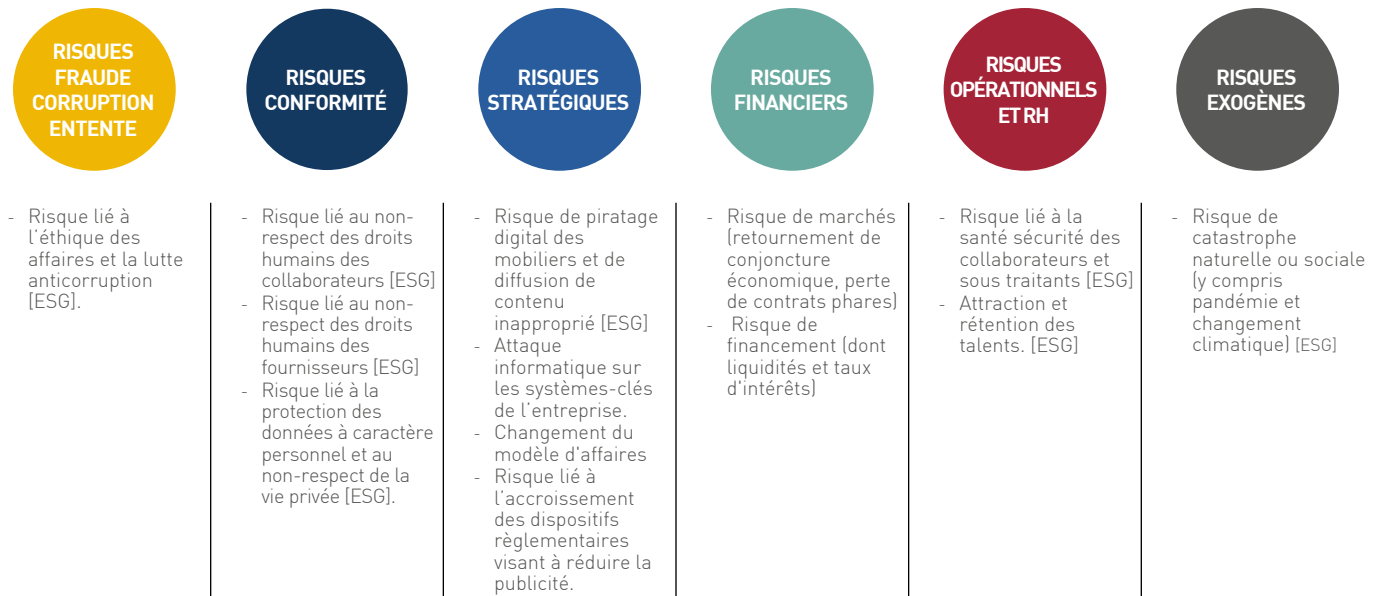 RISQUES
FRAUDE
CORRUPTION
ENTENTE
- Risque lié à
l'éthique des
affaires et la lutte
anticorruption
[ESG].
RISQUES
CONFORMITÉ
- Risque lié au non-
respect des droits
humains des
collaborateurs [ESG]
- Risque lié au non-
respect des droits
humains des
fournisseurs [ESG]
- Risque lié à la
protection des
données à caractère
personnel et au
non-respect de la
vie privée [ESG].
RISQUES
STRATÉGIQUES
- Risque de piratage
digital des
mobiliers et de
diffusion de
contenu
inapproprié [ESG]
- Attaque
informatique sur
les systèmes-clés
de l'entreprise.
- Changement du
modèle d'affaires
- Risque lié à
l'accroissement
des dispositifs
règlementaires
visant à réduire la
publicité.
RISQUES
FINANCIERS
- Risque de marchés
(retournement de
conjoncture
économique, perte
de contrats phares)
- Risque de
financement (dont
liquidités et taux
d'intérêts)
RISQUES
OPÉRATIONNELS
ET RH
- Risque lié à la
santé sécurité des
collaborateurs et
sous traitants [ESG]
- Attraction et
rétention des
talents. [ESG]
RISQUES
EXOGÈNES
- Risque de
catastrophe
naturelle ou sociale
(y compris
pandémie et
changement
climatique) [ESG]